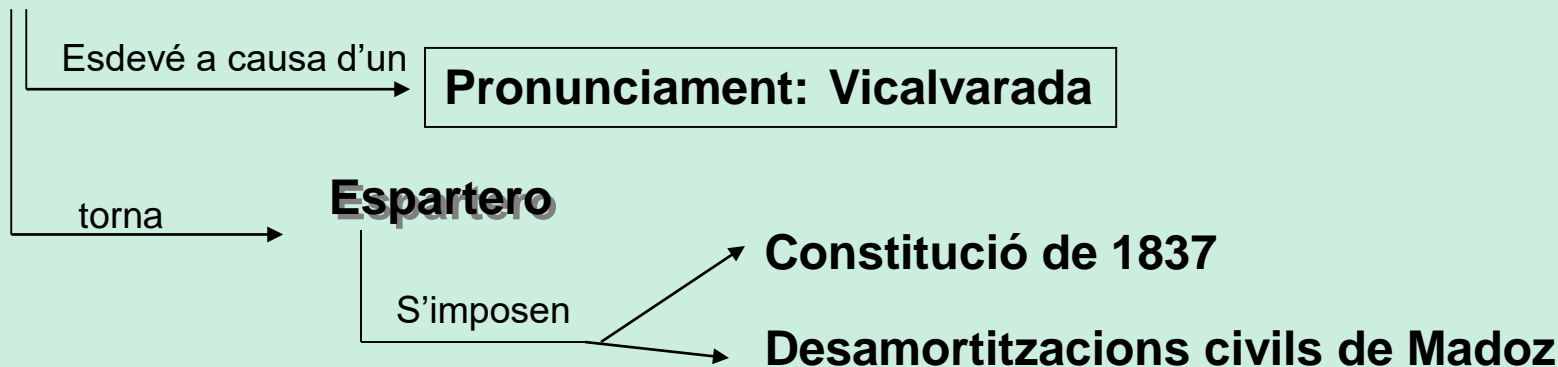 Esdevé a causa d’un
Pronunciament: Vicalvarada
torna
Espartero
S’imposen
Constitució de 1837
Desamortitzacions civils de Madoz